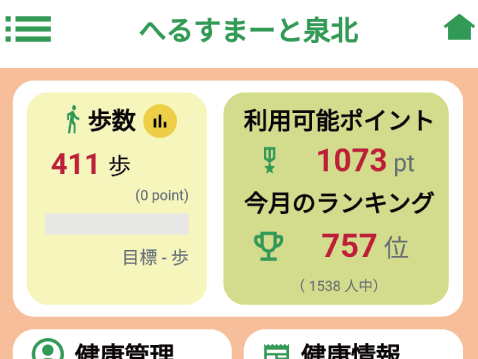 へるすまーと泉北
歩数
411 歩
(0 point)
目標 - 歩
利用可能ポイント
1073 pt
今月のランキング
757 位
( 1538 人中)
健康管理
健康情報